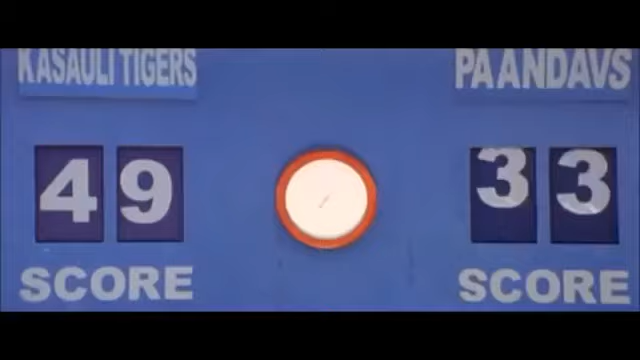 KASAULI TIGERS
PAANDAVS
49
33
SCORE
SCORE